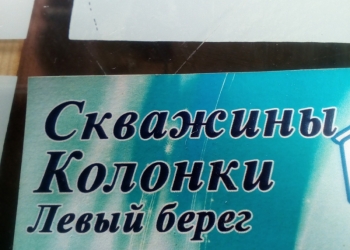 Скважины
Колонки
Левый берег